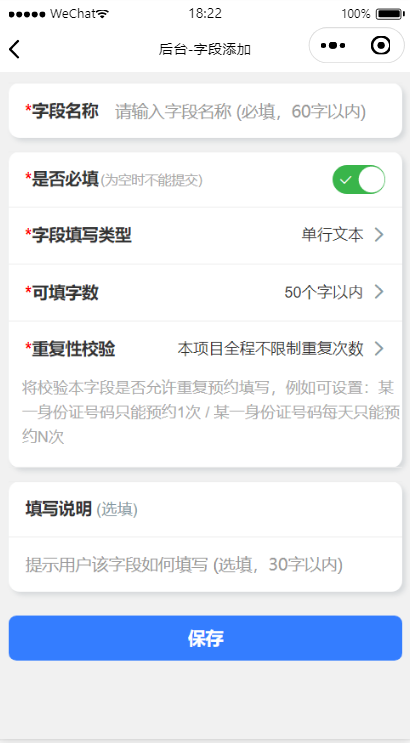 WeChat 18:22 100%
后台-字段添加
*字段名称 请输入字段名称 (必填，60字以内)
*是否必填(为空时不能提交)
*字段填写类型 单行文本
*可填字数 50个字以内
*重复性校验 本项目全程不限制重复次数
将校验本字段是否允许重复预约填写，例如可设置：某
一身份证号码只能预约1次 / 某一身份证号码每天只能预
约N次
填写说明 (选填)
提示用户该字段如何填写 (选填，30字以内)
保存